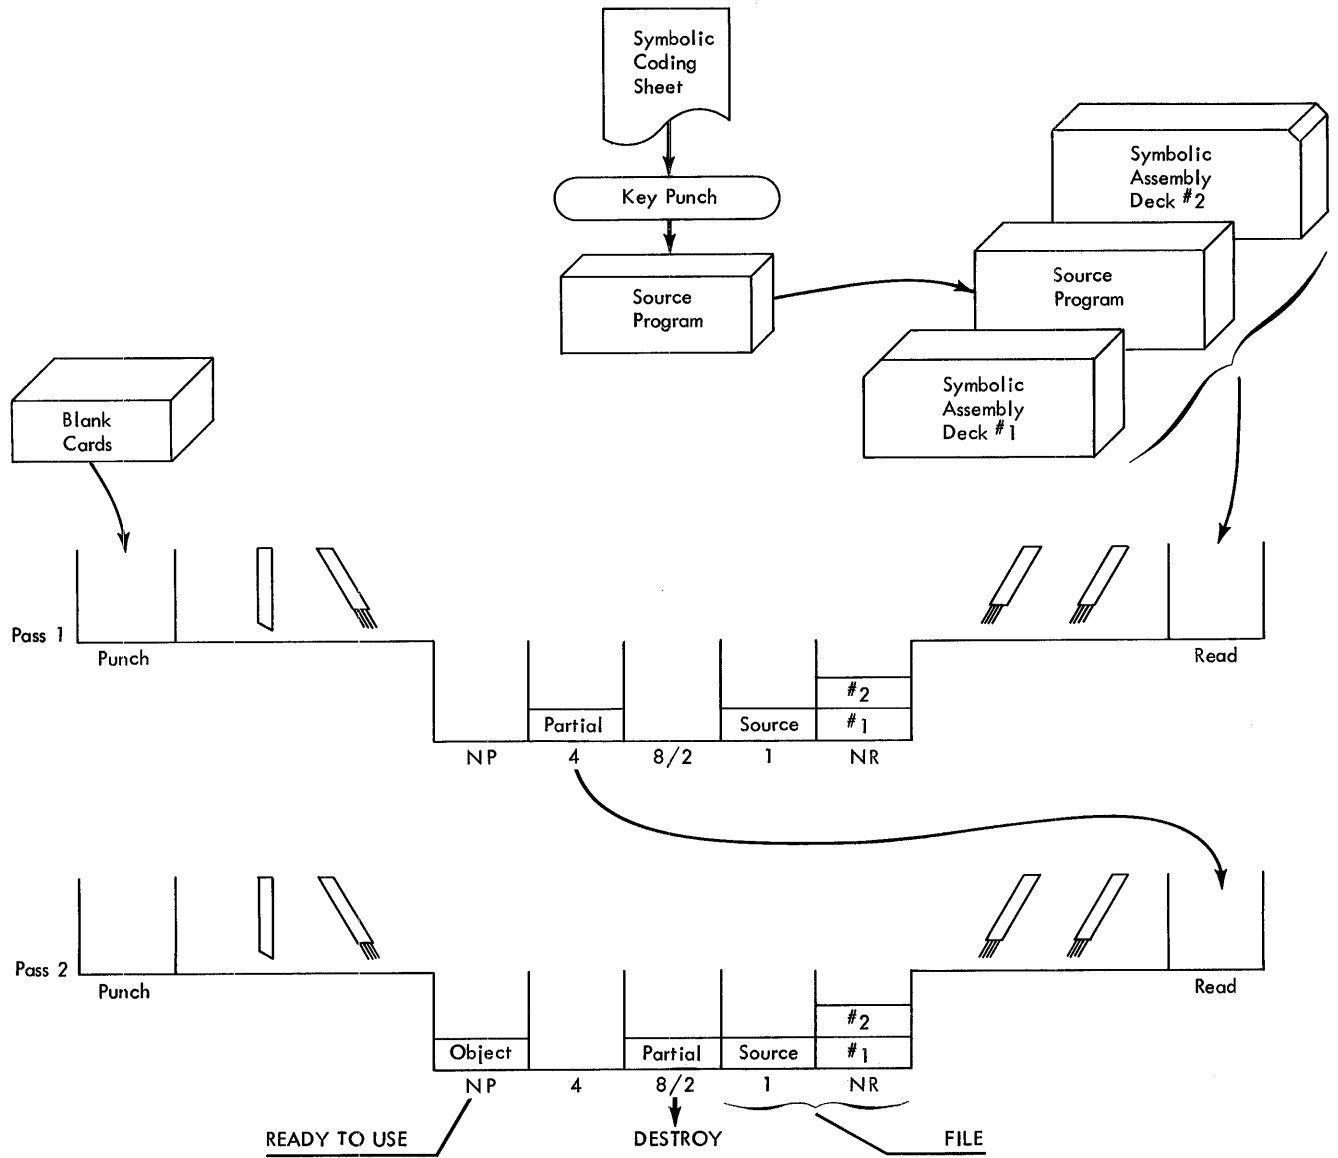 Symbolic
Coding
Sheet
Key Punch
Source
Program
Symbolic
Assembly
Deck #2
Source
Program
Symbolic
Assembly
Deck #1
Blank
Cards
Pass 1
Punch
Read
#2
Partial
Source
#1
NP
4
8/2
1
NR
Pass 2
Punch
Read
#2
Object
Partial
Source
#1
NP
4
8/2
1
NR
READY TO USE
DESTROY
FILE